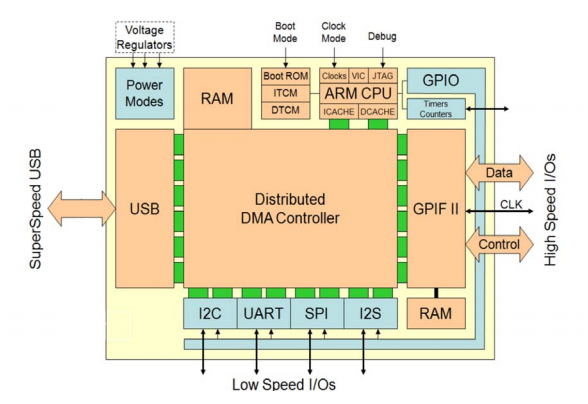 Voltage
Regulators
Boot
Mode
Clock
Mode
Debug
Power
Modes
RAM
Boot ROM
ITCM
DTCM
Clocks
VIC
JTAG
ARM CPU
ICACHE
DCACHE
GPIO
Timers
Counters
SuperSpeed USB
USB
Distributed
DMA Controller
GPIF II
Data
CLK
Control
High Speed I/Os
I2C
UART
SPI
I2S
RAM
Low Speed I/Os